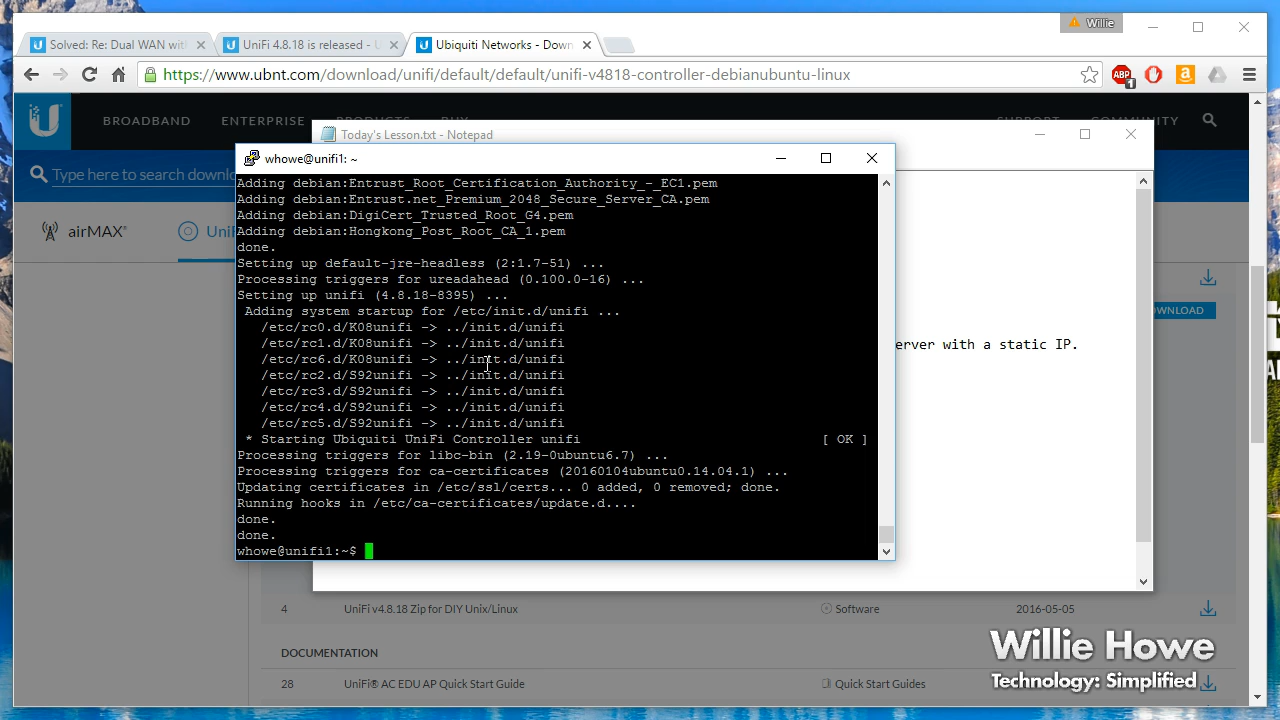 Willie
Solved: Re: Dual WAN with
UniFi 4.8.18 is released - U
Ubiquiti Networks - Down
https://www.ubnt.com/download/unifi/default/default/unifi-v4818-controller-debianubuntu-linux
ABP
1
BROADBAND
ENTERPRISE
PRODUCTS
BUY
SUPPORT
COMMUNITY
Today's Lesson.txt - Notepad
Type here to search downlo
whowe@unifi1: ~
airMAX®
UniF
Adding debian:Entrust_Root_Certification_Authority_-_EC1.pem
Adding debian:Entrust.net_Premium_2048_Secure_Server_CA.pem
Adding debian:DigiCert_Trusted_Root_G4.pem
Adding debian:Hongkong_Post_Root_CA_1.pem
done.
Setting up default-jre-headless (2:1.7-51) ...
Processing triggers for ureadahead (0.100.0-16) ...
Setting up unifi (4.8.18-8395) ...
Adding system startup for /etc/init.d/unifi ...
/etc/rc0.d/K08unifi -> ../init.d/unifi
/etc/rc1.d/K08unifi -> ../init.d/unifi
/etc/rc6.d/K08unifi -> ../init.d/unifi
/etc/rc2.d/S92unifi -> ../init.d/unifi
/etc/rc3.d/S92unifi -> ../init.d/unifi
/etc/rc4.d/S92unifi -> ../init.d/unifi
/etc/rc5.d/S92unifi -> ../init.d/unifi
* Starting Ubiquiti UniFi Controller unifi [ OK ]
Processing triggers for libc-bin (2.19-0ubuntu6.7) ...
Processing triggers for ca-certificates (20160104ubuntu0.14.04.1) ...
Updating certificates in /etc/ssl/certs... 0 added, 0 removed; done.
Running hooks in /etc/ca-certificates/update.d....
done.
done.
whowe@unifi1:~$
WNLOAD
erver with a static IP.
4 UniFi v4.8.18 Zip for DIY Unix/Linux Software 2016-05-05
DOCUMENTATION
28 UniFi® AC EDU AP Quick Start Guide Quick Start Guides
Willie Howe
Technology: Simplified